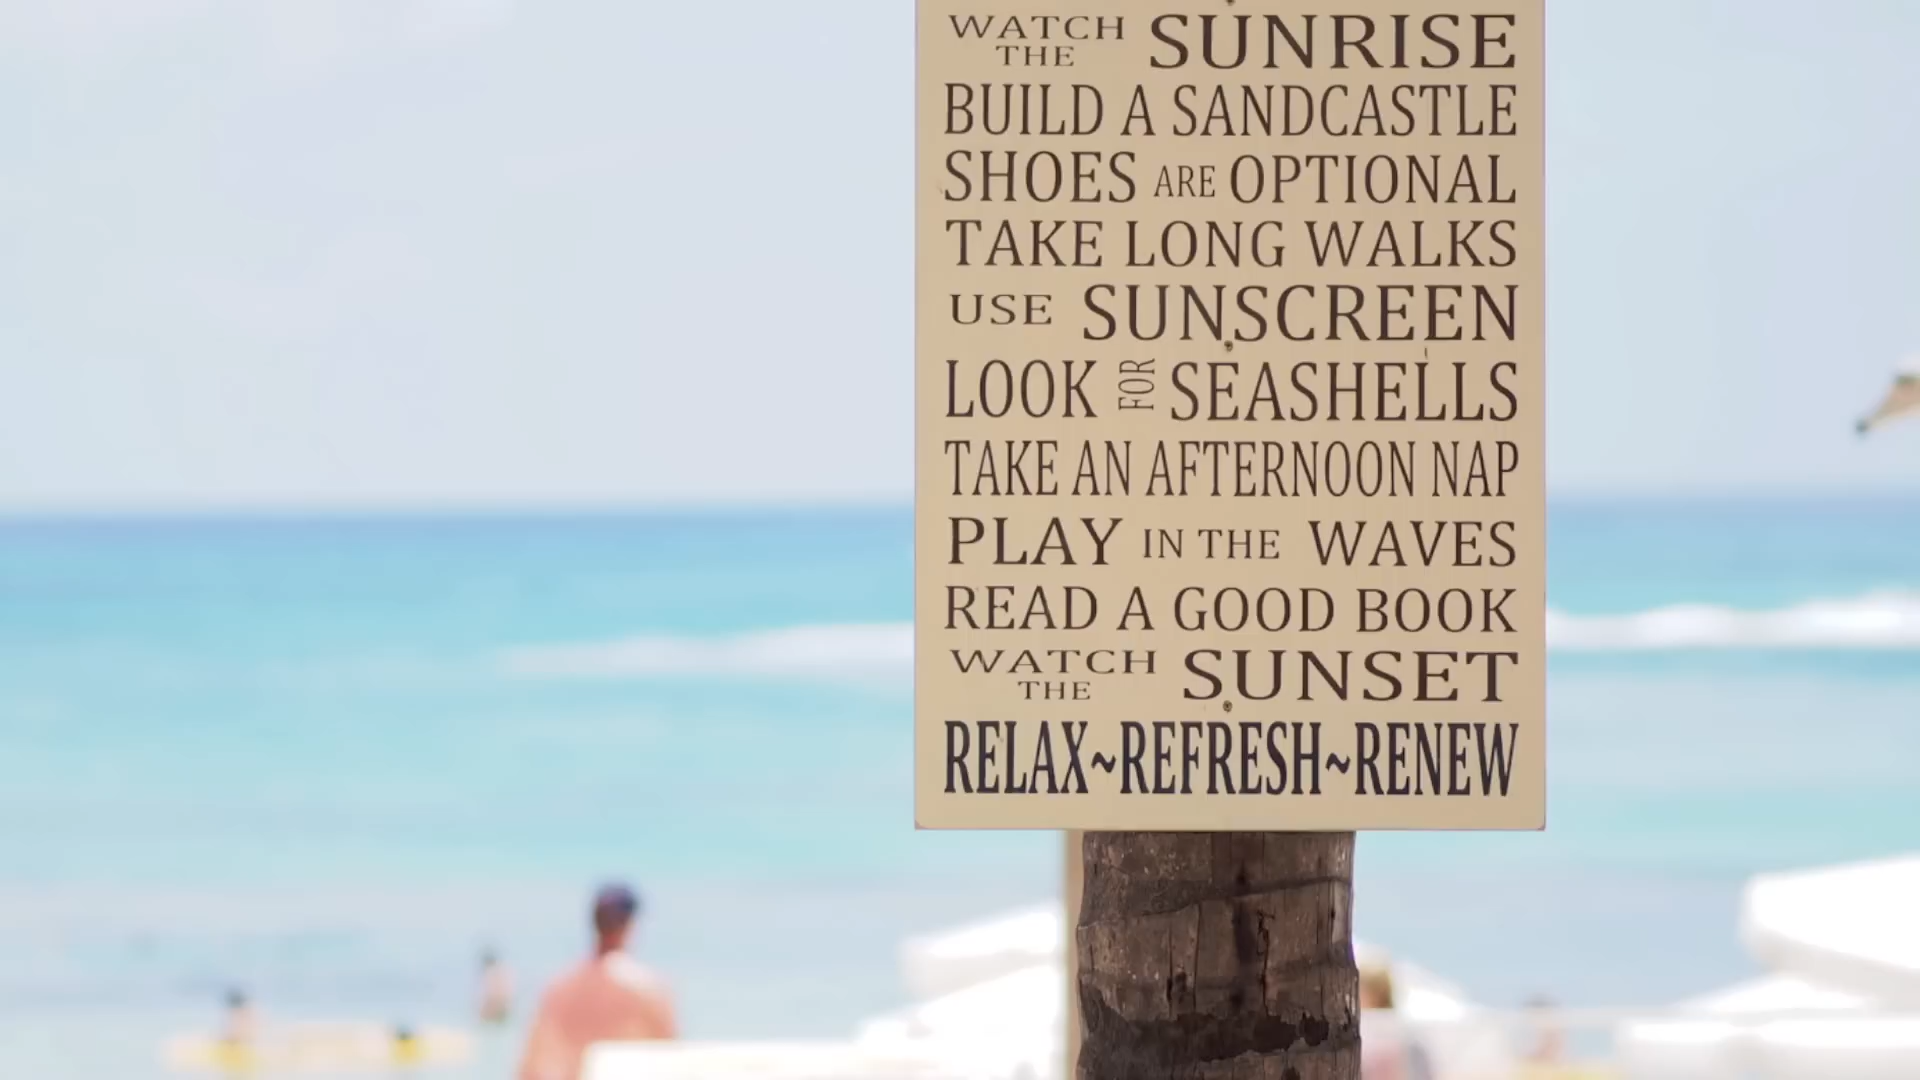 WATCH THE SUNRISE
BUILD A SANDCASTLE
SHOES ARE OPTIONAL
TAKE LONG WALKS
USE SUNSCREEN
LOOK FOR SEASHELLS
TAKE AN AFTERNOON NAP
PLAY IN THE WAVES
READ A GOOD BOOK
WATCH THE SUNSET
RELAX~REFRESH~RENEW